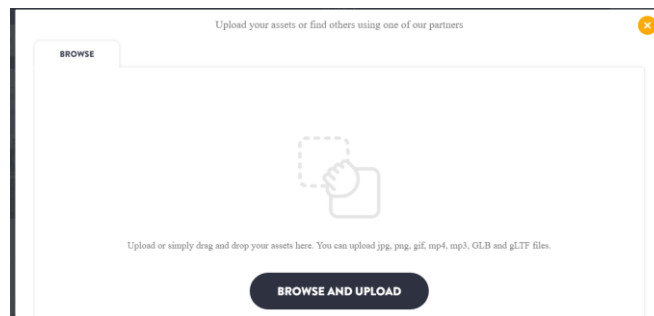 Upload your assets or find others using one of our partners
BROWSE
Upload or simply drag and drop your assets here. You can upload jpg, png, gif, mp4, mp3, GLB and gLTF files.
BROWSE AND UPLOAD